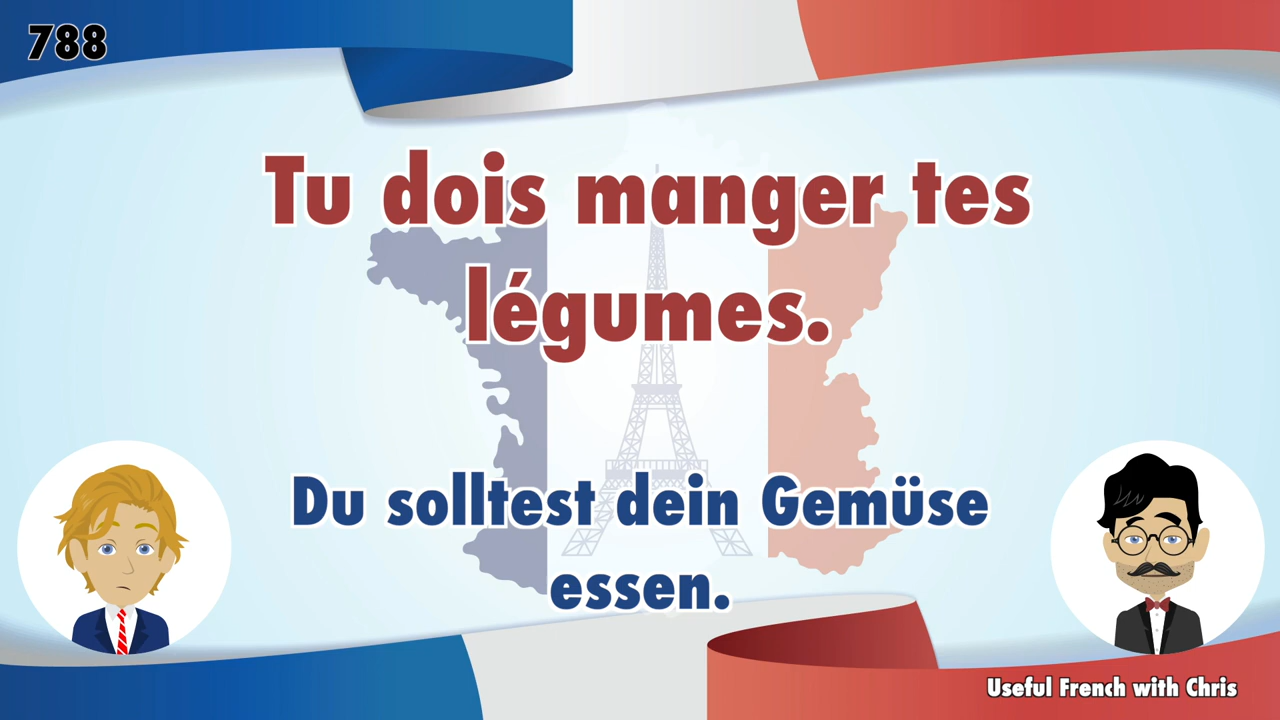 788
Tu dois manger tes
légumes.
Du solltest dein Gemüse
essen.
Useful French with Chris